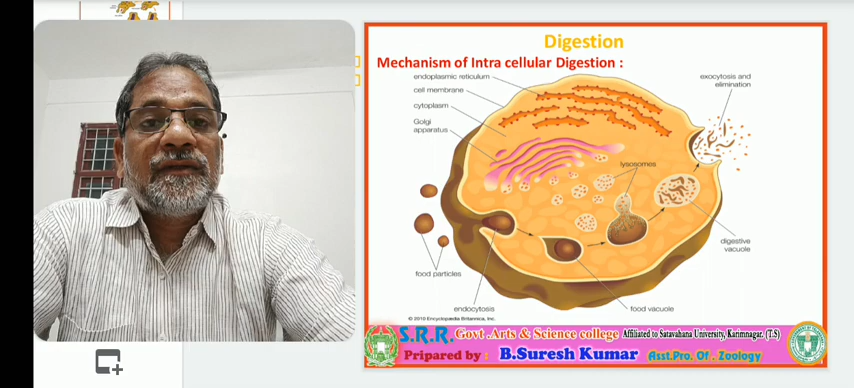 Digestion
Mechanism of Intra cellular Digestion :
endoplasmic reticulum
cell membrane
cytoplasm
Golgi
apparatus
exocytosis and
elimination
lysosomes
digestive
vacuole
food particles
endocytosis
food vacuole
© 2010 Encyclopædia Britannica, Inc.
S.R.R. Govt .Arts & Science college Affiliated to Satavahana University, Karimnagar. (T.S)
Pripared by : B.Suresh Kumar Asst.Pro. Of . Zoology